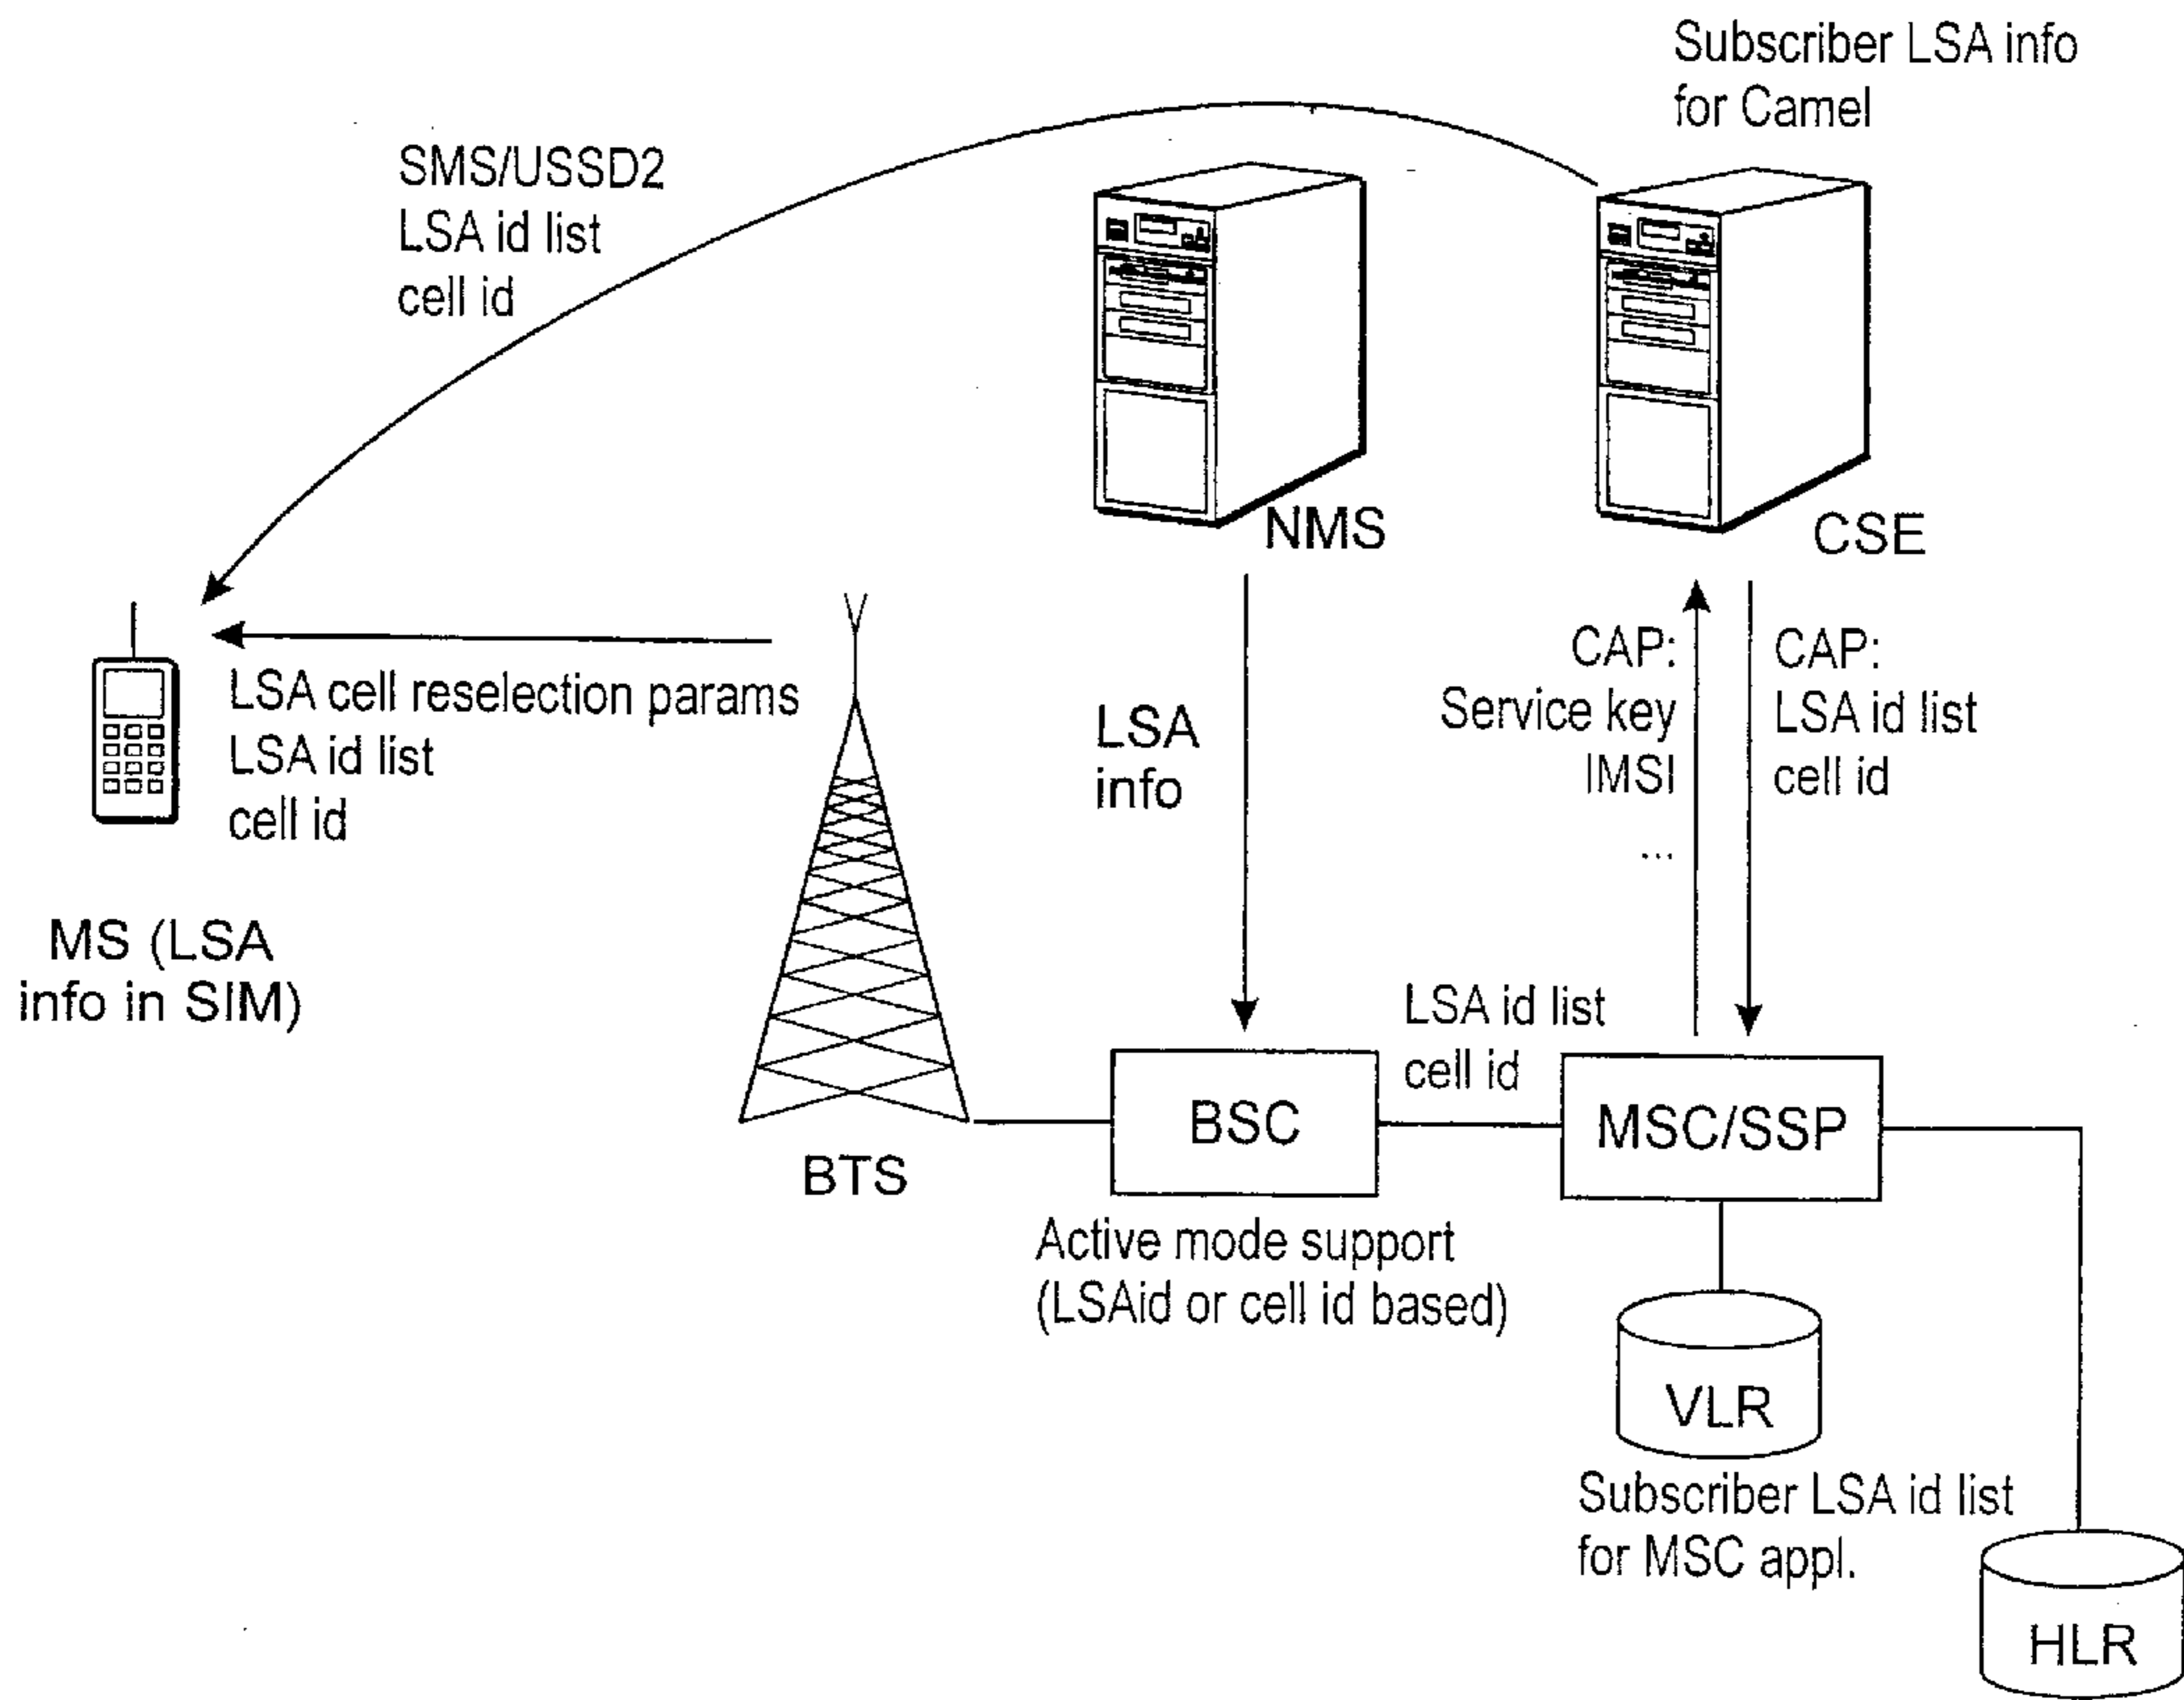 Subscriber LSA info
for Camel
SMS/USSD2
LSA id list
cell id
NMS
CSE
LSA cell reselection params
LSA id list
cell id
MS (LSA
info in SIM)
LSA
info
CAP:
Service key
IMSI
...
CAP:
LSA id list
cell id
LSA id list
cell id
BTS
BSC
MSC/SSP
Active mode support
(LSAid or cell id based)
VLR
Subscriber LSA id list
for MSC appl.
HLR